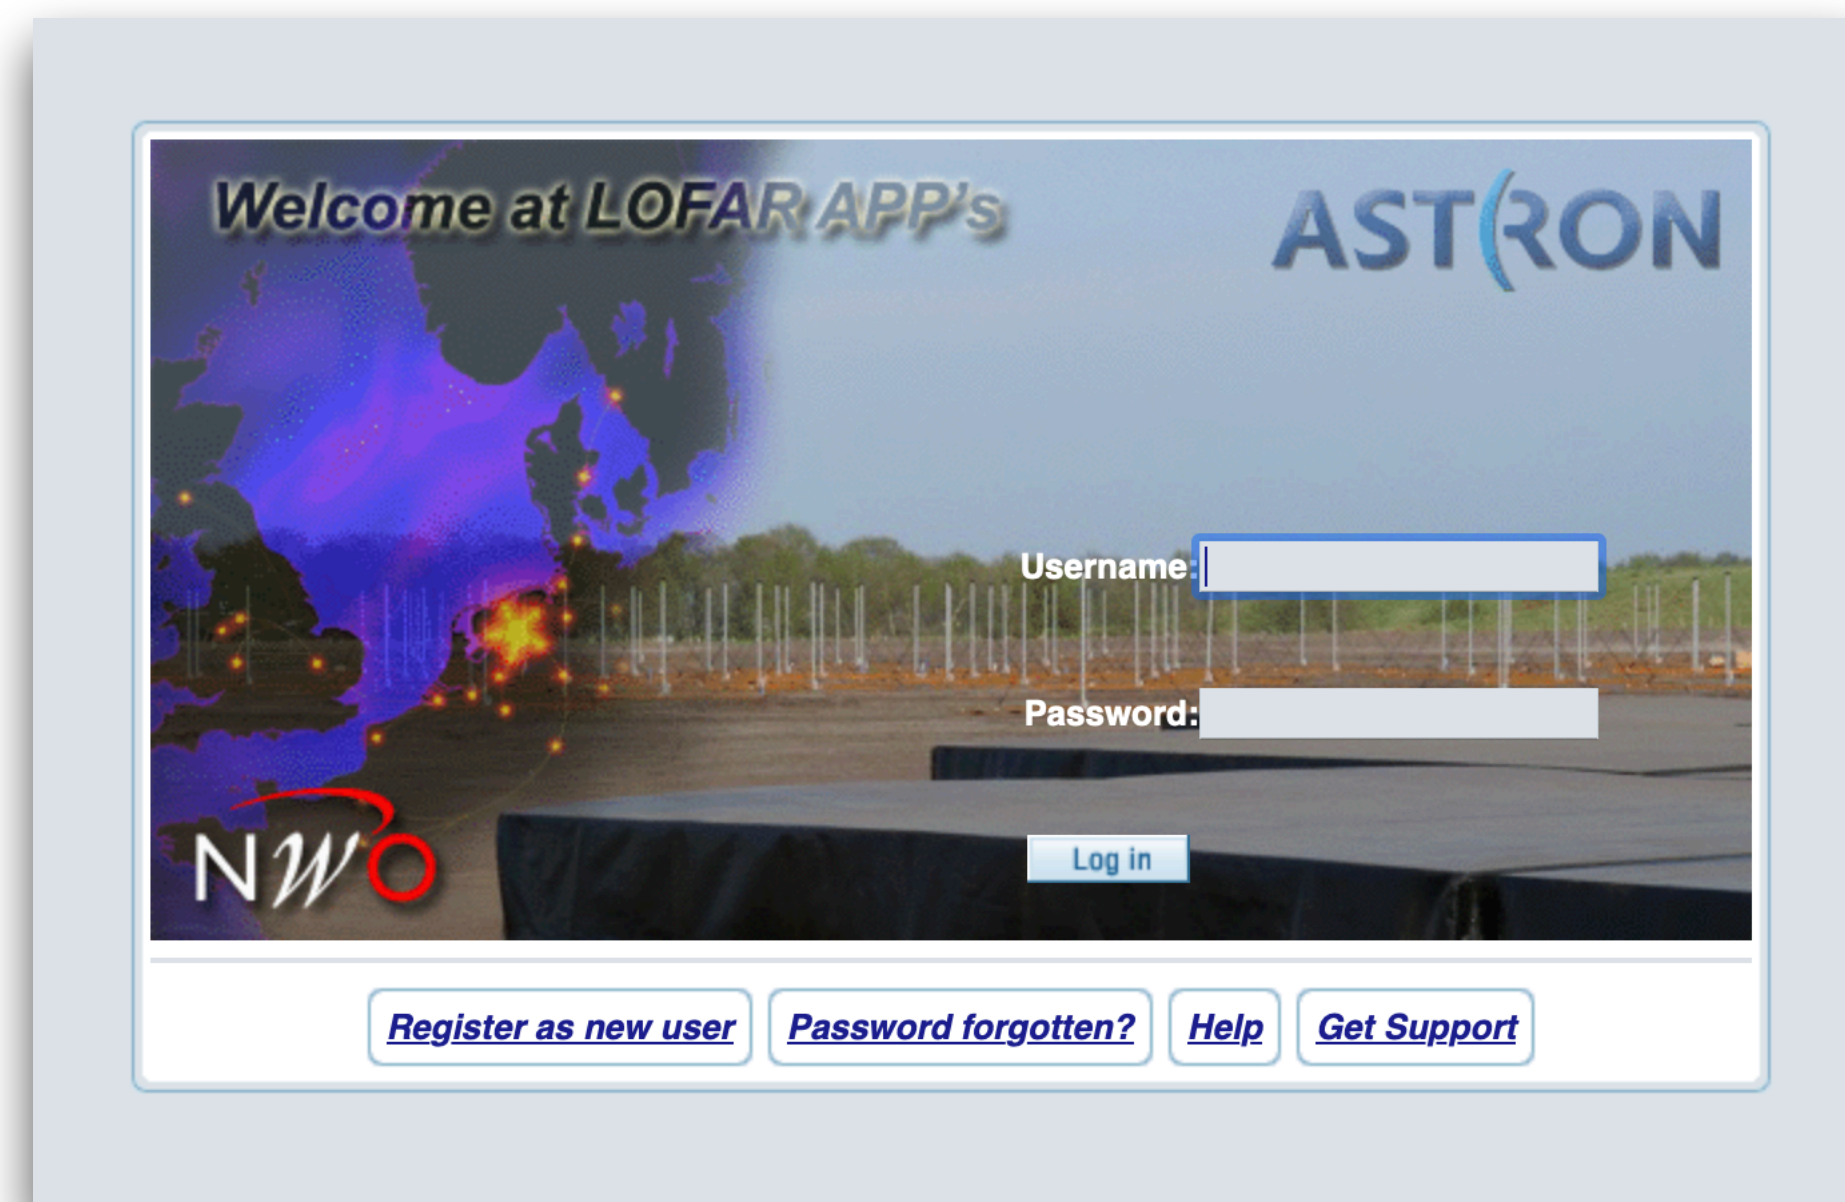 Welcome at LOFAR APP's
ASTRON
Username:
Password:
NWO
Log in
Register as new user
Password forgotten?
Help
Get Support